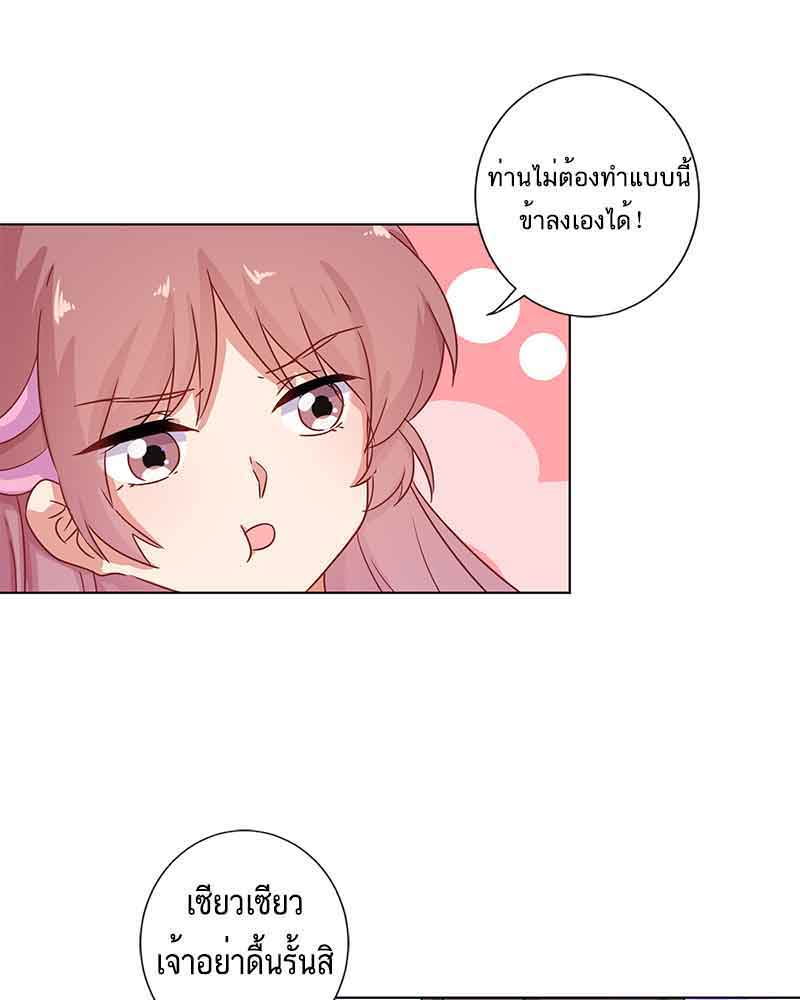 ท่านไม่ต้องทำแบบนี้
ข้าลงเองได้!
เซียวเซียว
เจ้าอย่าดื้นรั้นสิ